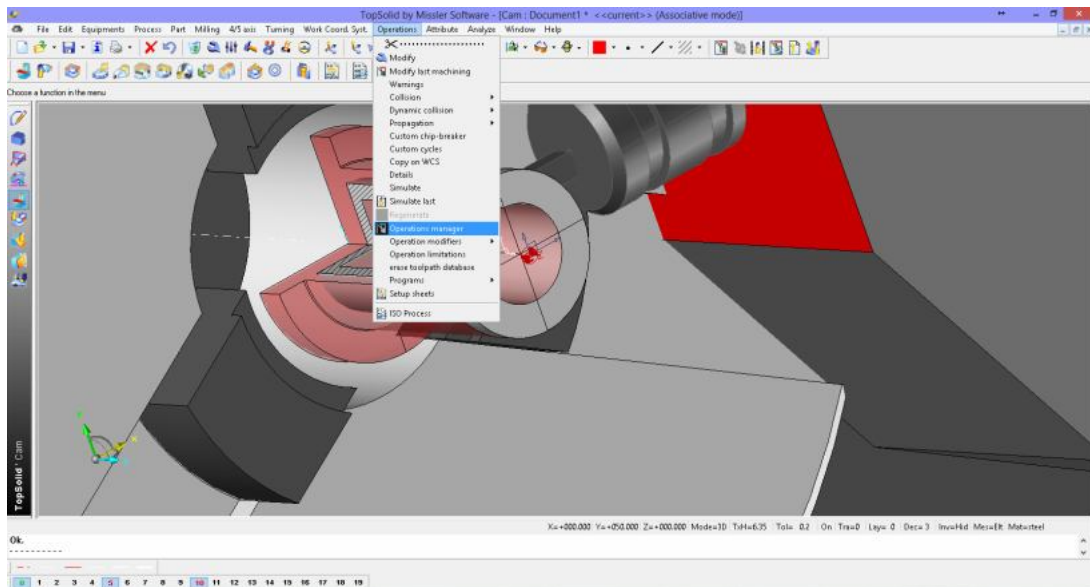 TopSolid by Missler Software - [Cam : Document1 * <<current>> (Associative mode)]
File Edit Equipments Process Part Milling 4/5 axis Turning Work Coord. Syst. Operations Attribute Analyze Window Help
Modify
Modify last machining
Warnings
Choose a function in the menu
Collision
Dynamic collision
Propagation
Custom chip-breaker
Custom cycles
Copy on WCS
Details
Simulate
Simulate last
Regenerate
Operations manager
Operation modifiers
Operation limitations
erase toolpath database
Programs
Setup sheets
ISO Process
TopSolid'Cam
X=+000.000 Y=+050.000 Z=+000.000 Mode=3D TxH=6.35 Tol= 0.2 On Tra=0 Lay= 0 Dec= 3 Inv=Hid Mes=Elt Mat=steel
Ok.
----------
0 1 2 3 4 5 6 7 8 9 10 11 12 13 14 15 16 17 18 19